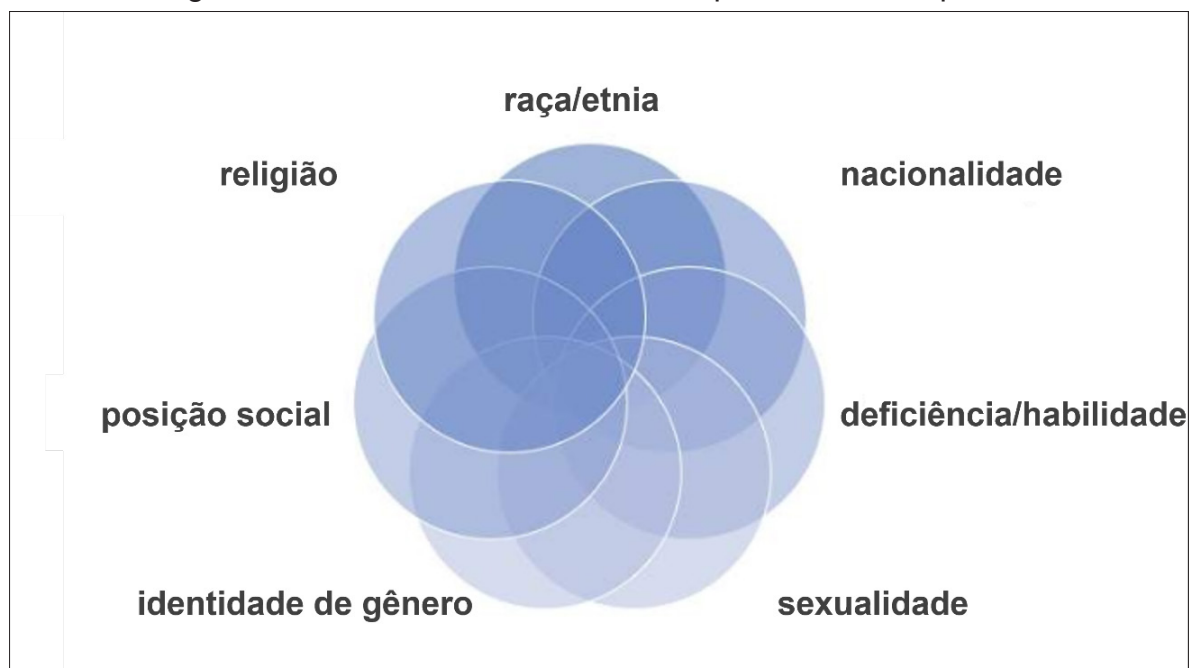 raça/etnia
religião
nacionalidade
posição social
deficiência/habilidade
identidade de gênero
sexualidade